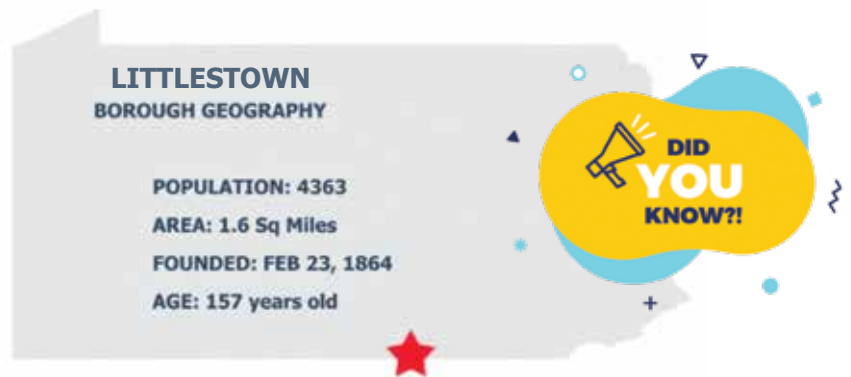 LITTLESTOWN
BOROUGH GEOGRAPHY
POPULATION: 4363
AREA: 1.6 Sq Miles
FOUNDED: FEB 23, 1864
AGE: 157 years old
DID
YOU
KNOW?!